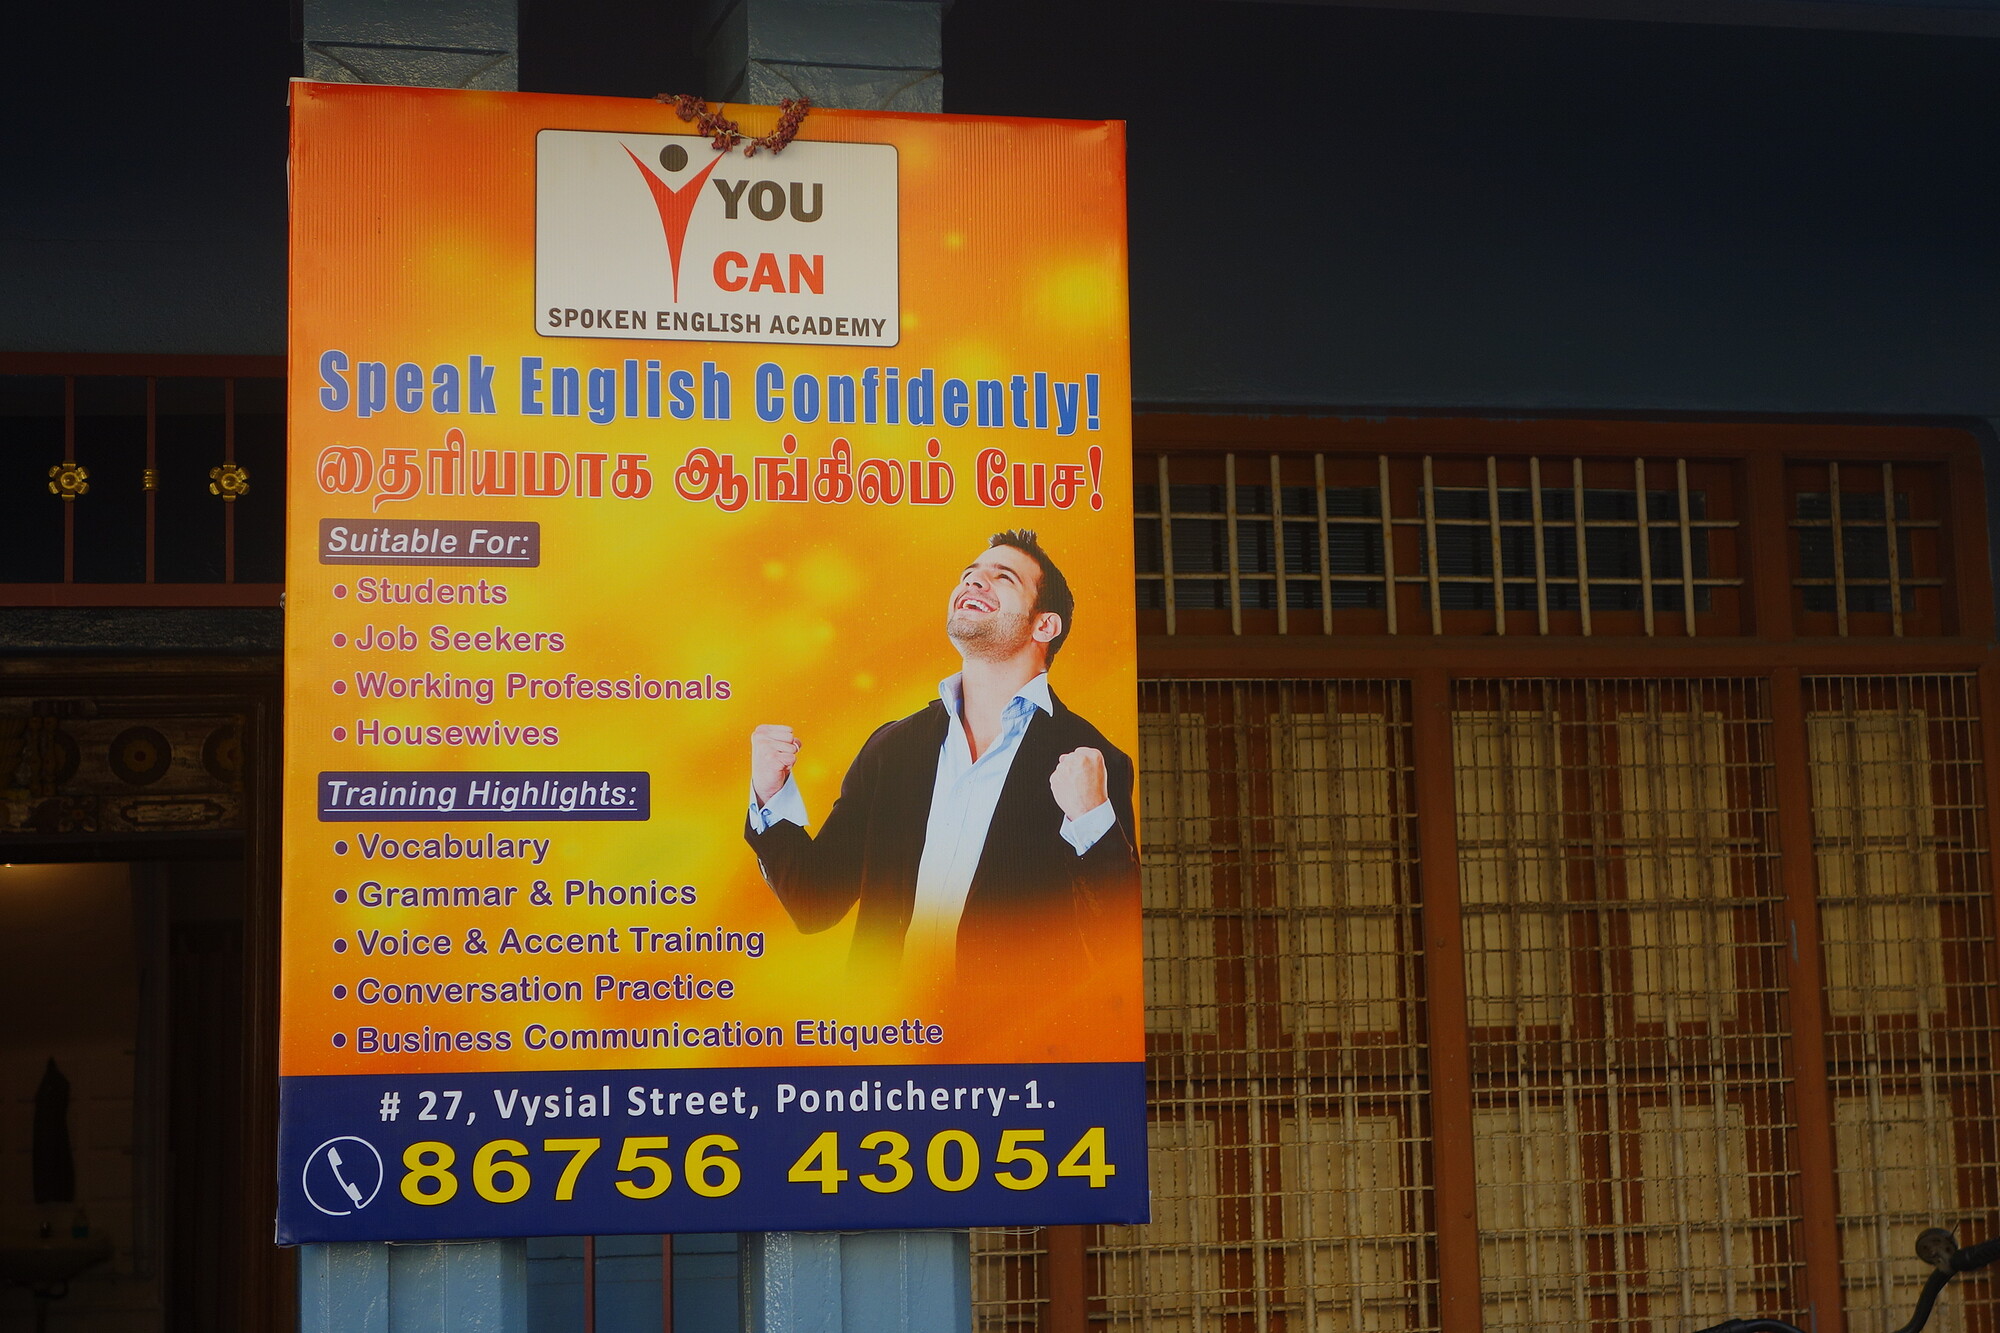 YOU
CAN
SPOKEN ENGLISH ACADEMY
Speak English Confidently!
தைரியமாக ஆங்கிலம் பேச!
Suitable For:
• Students
• Job Seekers
• Working Professionals
• Housewives
Training Highlights:
• Vocabulary
• Grammar & Phonics
• Voice & Accent Training
• Conversation Practice
• Business Communication Etiquette
# 27, Vysial Street, Pondicherry-1.
86756 43054